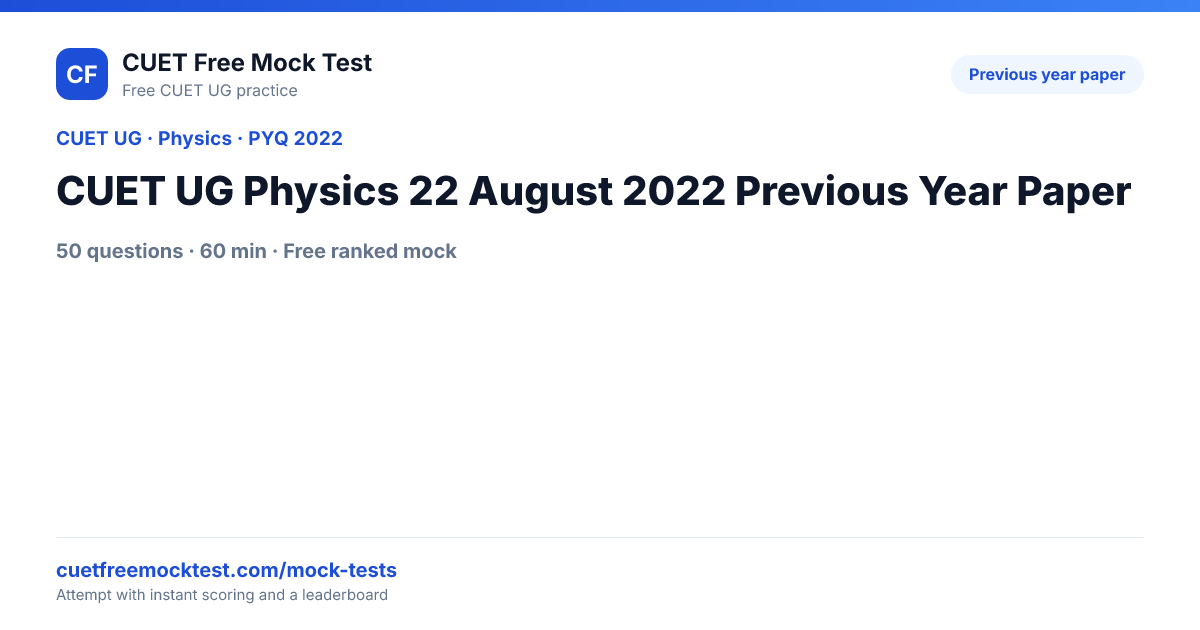 CF
CUET Free Mock Test
Free CUET UG practice
Previous year paper
CUET UG · Physics · PYQ 2022
CUET UG Physics 22 August 2022 Previous Year Paper
50 questions · 60 min · Free ranked mock
cuetfreemocktest.com/mock-tests
Attempt with instant scoring and a leaderboard